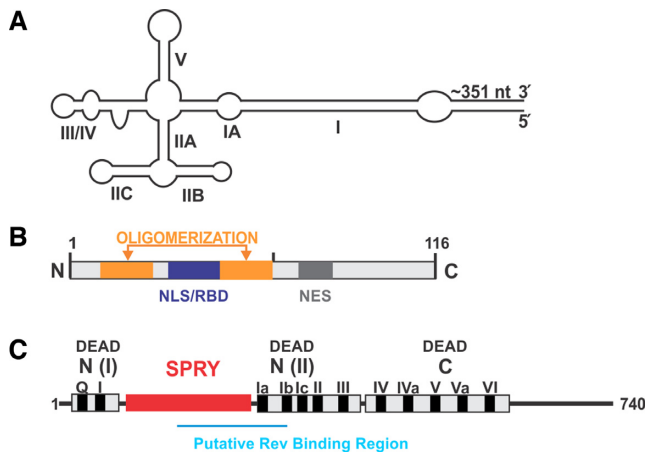 A
V
~351 nt 3′
III/IV
IA
I
5′
IIA
IIC
IIB
B
1
OLIGOMERIZATION
116
N
C
NLS/RBD
NES
C
DEAD
N (I)
SPRY
DEAD
N (II)
DEAD
C
Q I
Ia Ib Ic II III
IV IVa V Va VI
1
740
Putative Rev Binding Region